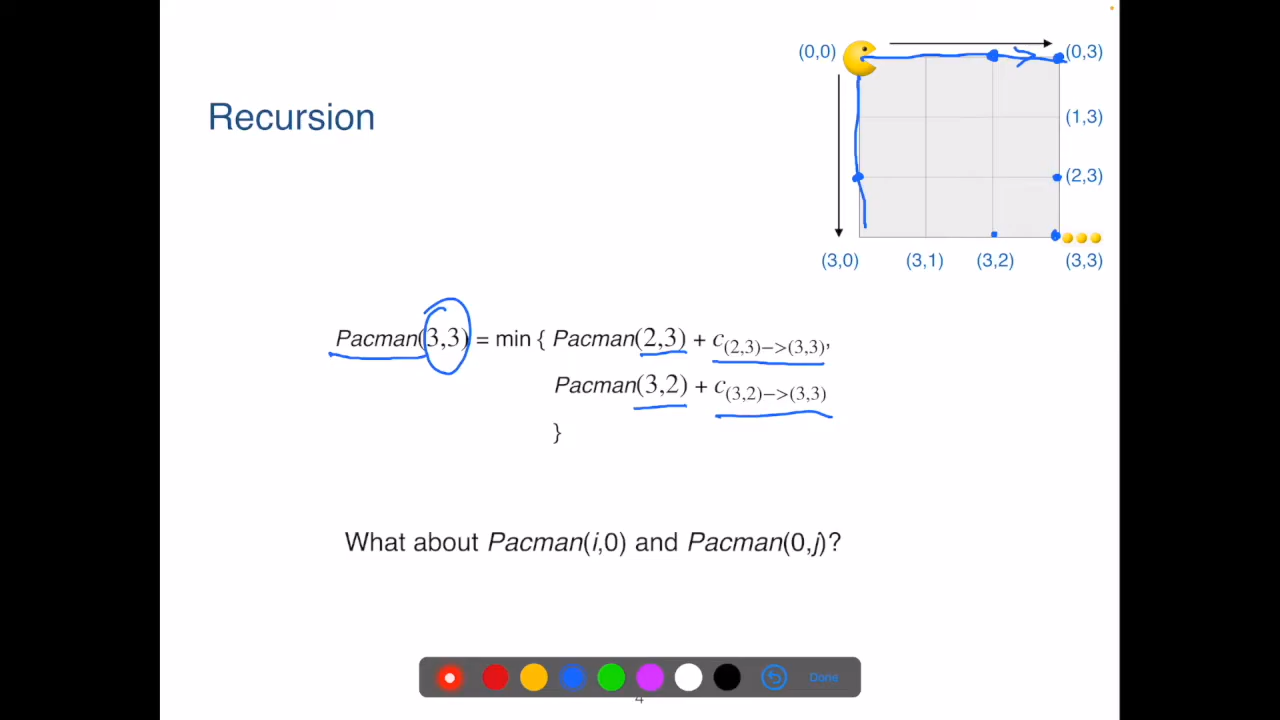 (0,0)
(0,3)
Recursion
(1,3)
(2,3)
(3,0)
(3,1)
(3,2)
(3,3)
Pacman(3,3) = min { Pacman(2,3) + c(2,3)−>(3,3),
Pacman(3,2) + c(3,2)−>(3,3)
}
What about Pacman(i,0) and Pacman(0,j)?
Done
4